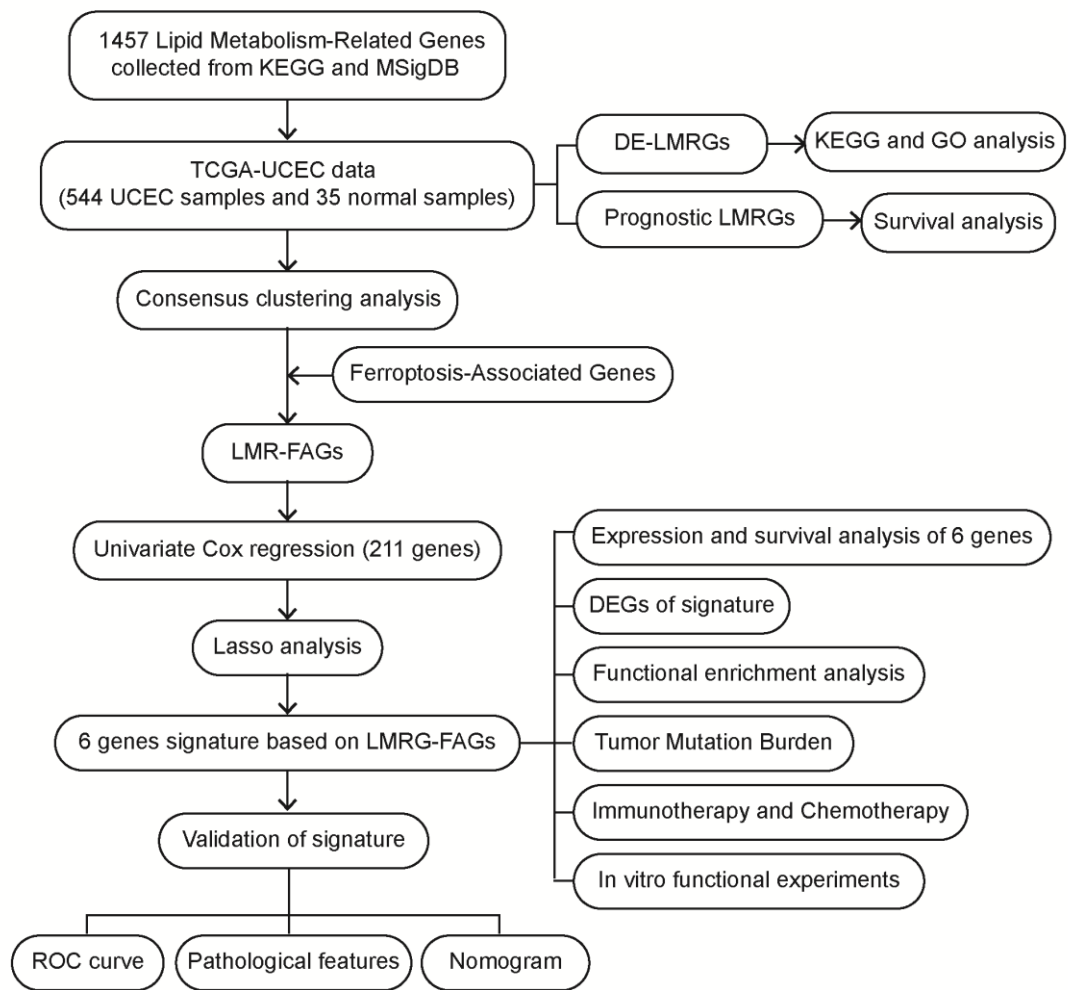 1457 Lipid Metabolism-Related Genes
collected from KEGG and MSigDB
TCGA-UCEC data
(544 UCEC samples and 35 normal samples)
DE-LMRGs
KEGG and GO analysis
Prognostic LMRGs
Survival analysis
Consensus clustering analysis
Ferroptosis-Associated Genes
LMR-FAGs
Univariate Cox regression (211 genes)
Lasso analysis
6 genes signature based on LMRG-FAGs
Expression and survival analysis of 6 genes
DEGs of signature
Functional enrichment analysis
Tumor Mutation Burden
Immunotherapy and Chemotherapy
In vitro functional experiments
Validation of signature
ROC curve
Pathological features
Nomogram